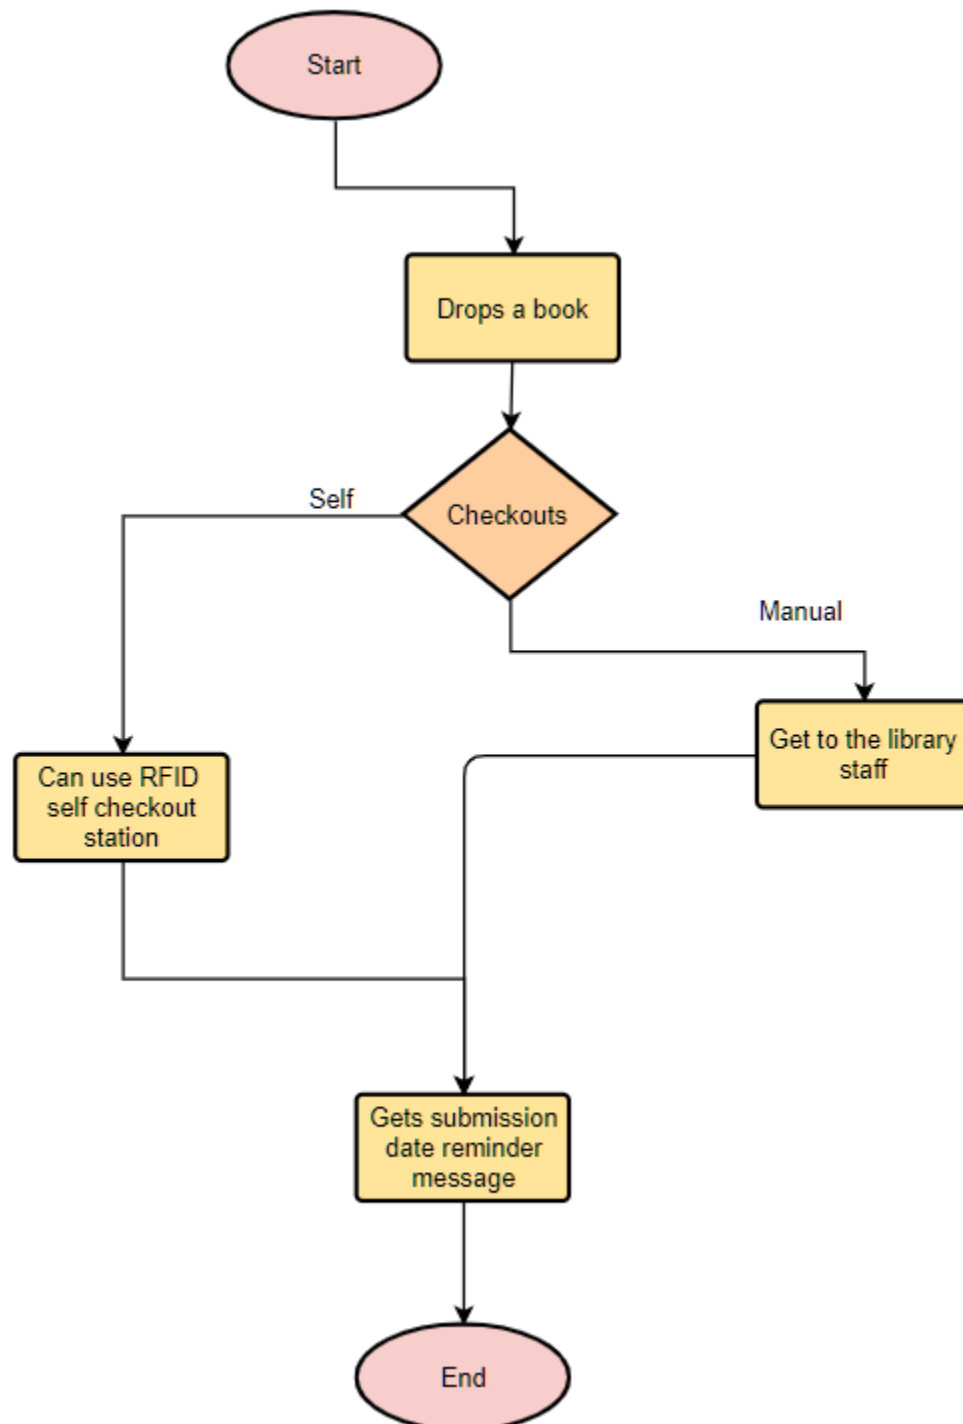 Start
Drops a book
Self
Checkouts
Manual
Get to the library
staff
Can use RFID
self checkout
station
Gets submission
date reminder
message
End